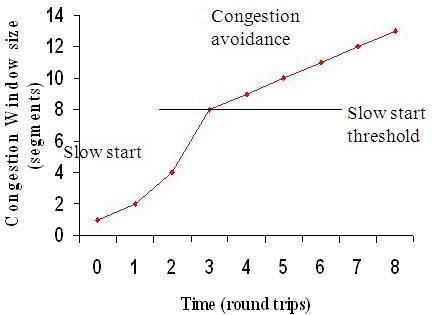 Congestion Window size
(segments)
14
12
10
8
6
4
2
0
Congestion
avoidance
Slow start
Slow start
threshold
0 1 2 3 4 5 6 7 8
Time (round trips)